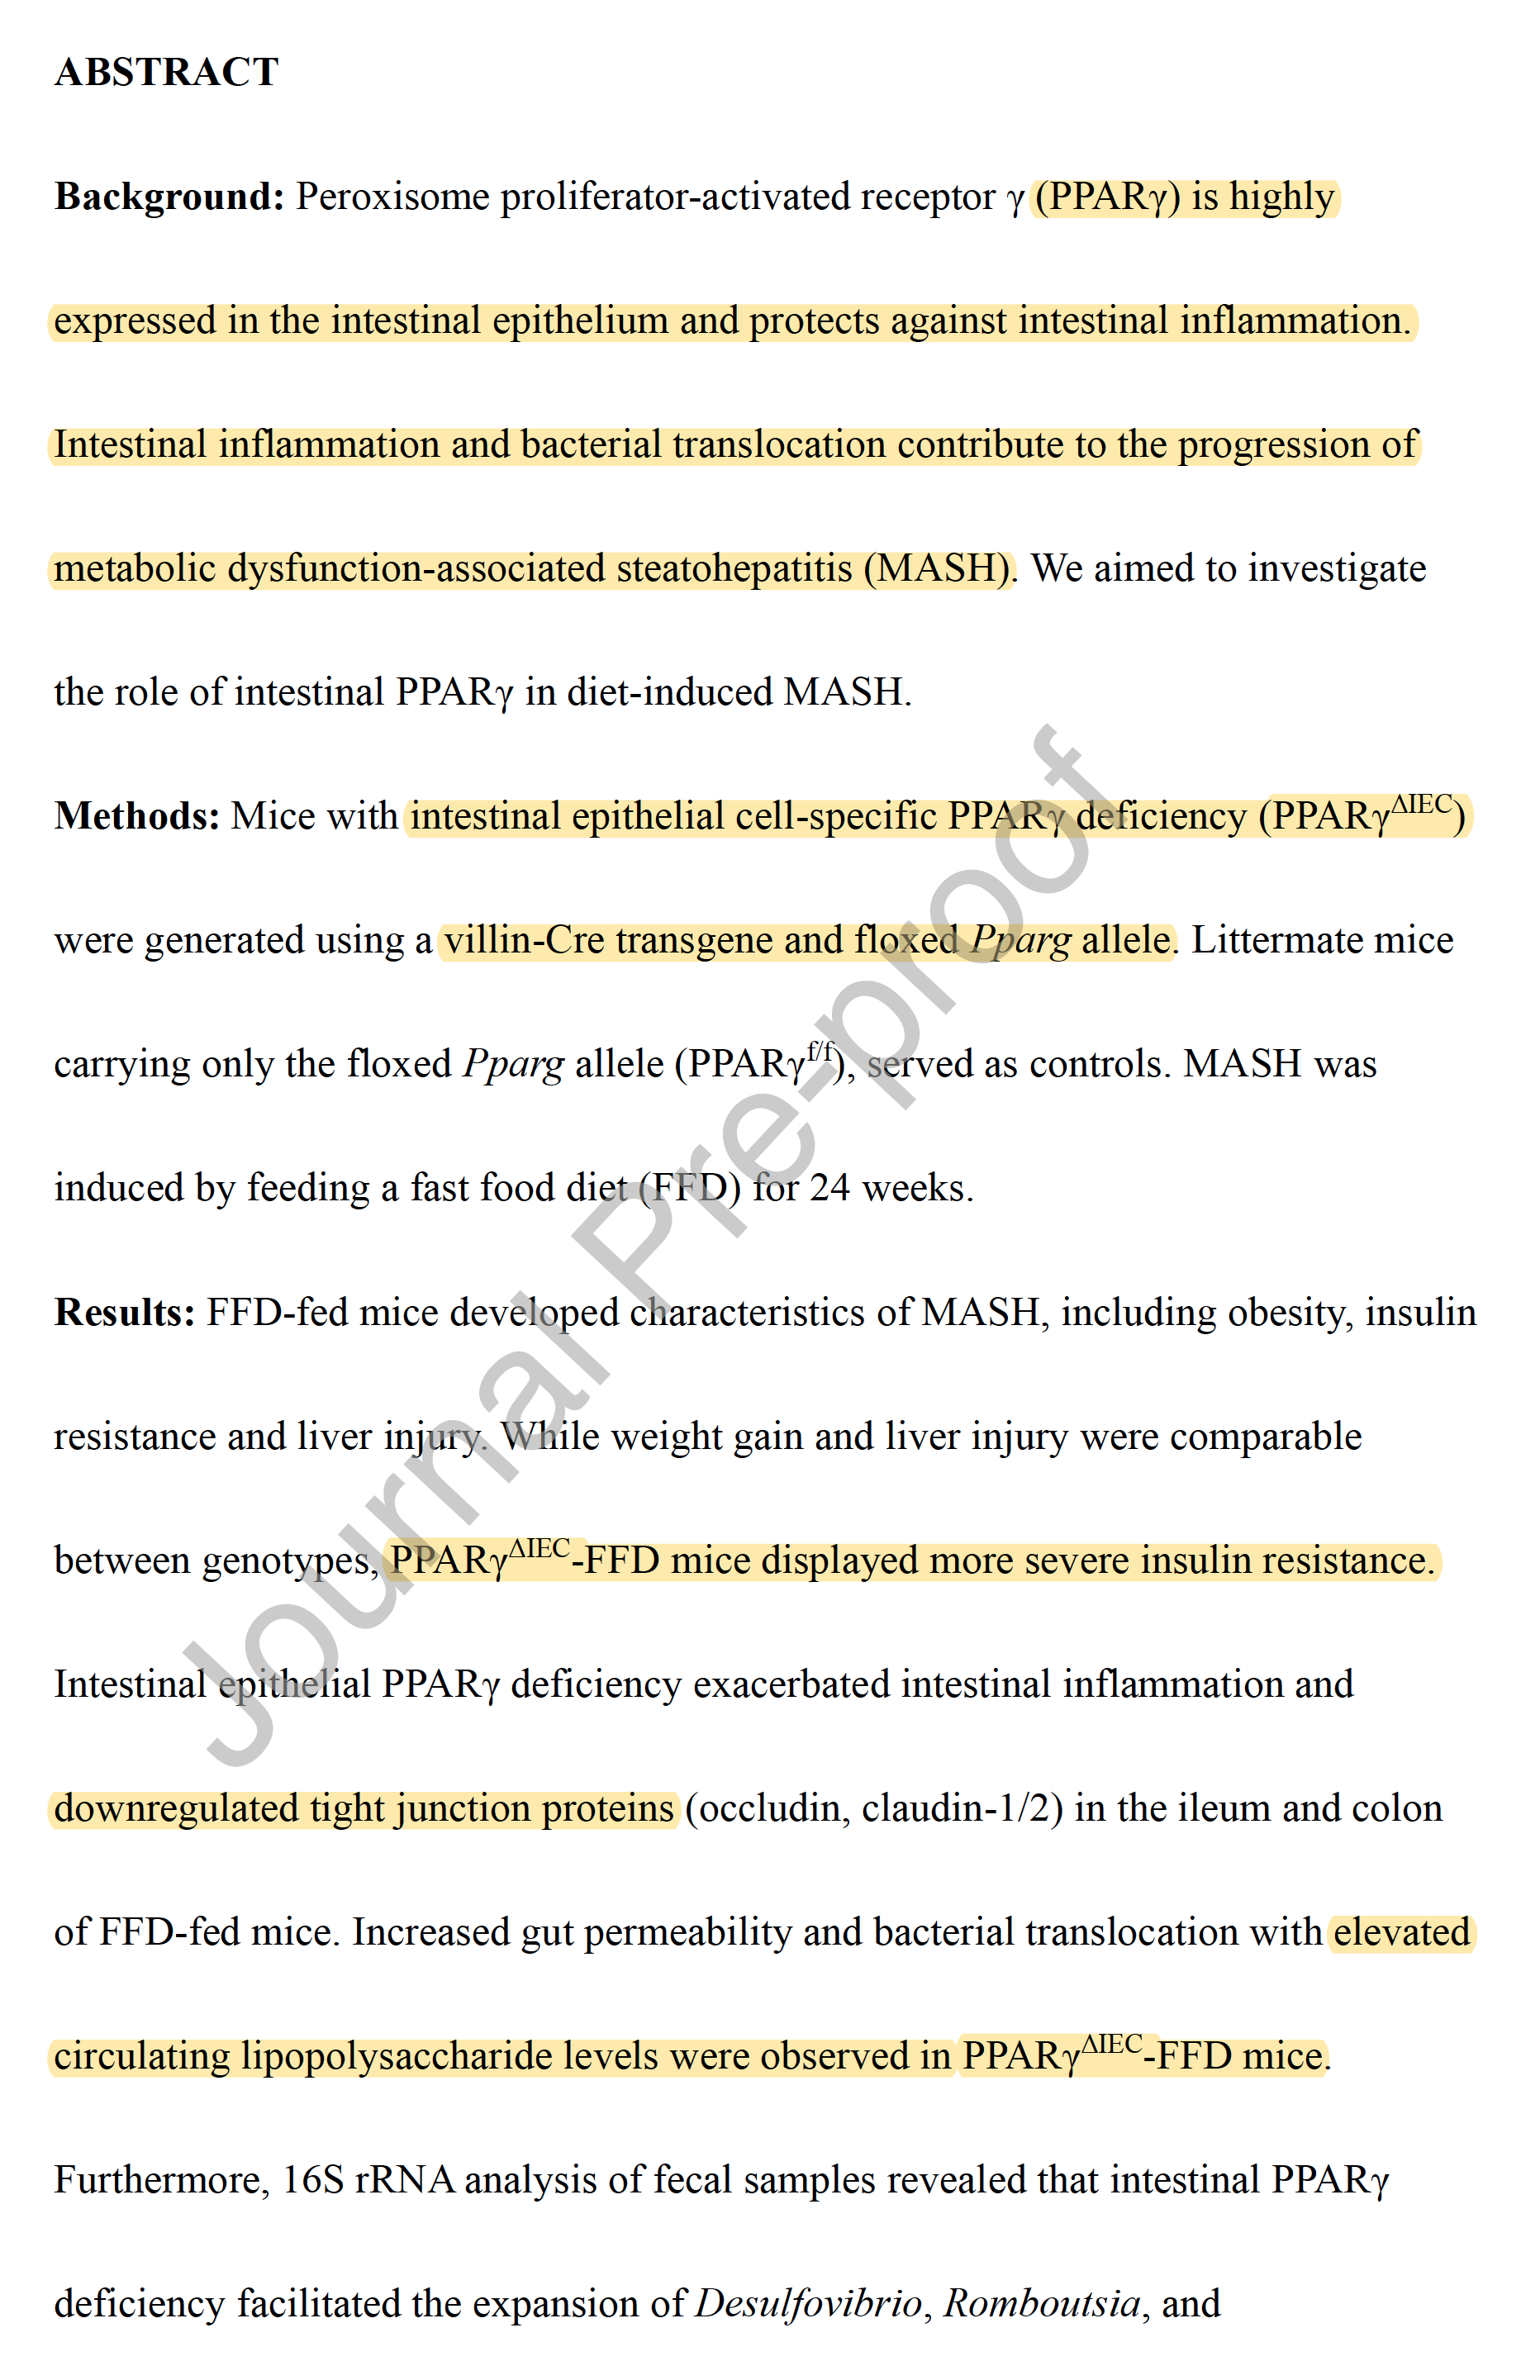 ABSTRACT
Background: Peroxisome proliferator-activated receptor γ (PPARγ) is highly
expressed in the intestinal epithelium and protects against intestinal inflammation.
Intestinal inflammation and bacterial translocation contribute to the progression of
metabolic dysfunction-associated steatohepatitis (MASH). We aimed to investigate
the role of intestinal PPARγ in diet-induced MASH.
Methods: Mice with intestinal epithelial cell-specific PPARγ deficiency (PPARγΔIEC)
were generated using a villin-Cre transgene and floxed Pparg allele. Littermate mice
carrying only the floxed Pparg allele (PPARγf/f), served as controls. MASH was
induced by feeding a fast food diet (FFD) for 24 weeks.
Results: FFD-fed mice developed characteristics of MASH, including obesity, insulin
resistance and liver injury. While weight gain and liver injury were comparable
between genotypes, PPARγΔIEC-FFD mice displayed more severe insulin resistance.
Intestinal epithelial PPARγ deficiency exacerbated intestinal inflammation and
downregulated tight junction proteins (occludin, claudin-1/2) in the ileum and colon
of FFD-fed mice. Increased gut permeability and bacterial translocation with elevated
circulating lipopolysaccharide levels were observed in PPARγΔIEC-FFD mice.
Furthermore, 16S rRNA analysis of fecal samples revealed that intestinal PPARγ
deficiency facilitated the expansion of Desulfovibrio, Romboutsia, and
Journal Pre-proof